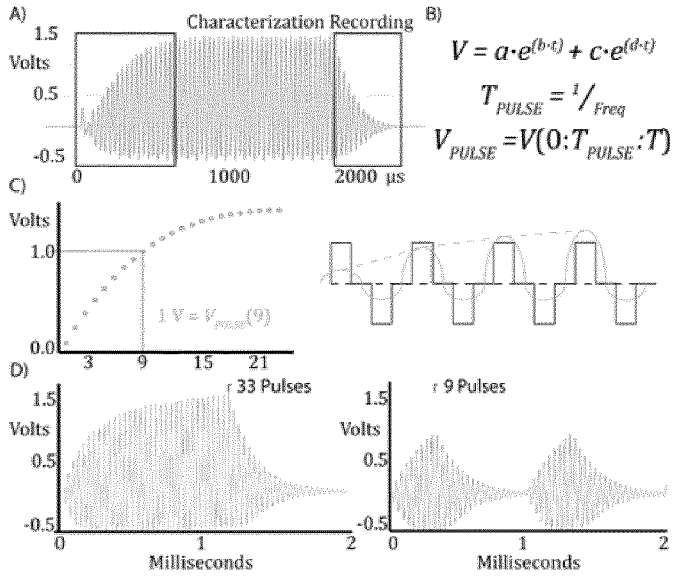 A)
Characterization Recording
1.5
Volts
0.5
-0.5
0
1000
2000 µs
B)
V = a·e^(b·t) + c·e^(d·t)
T_PULSE = 1/Freq
V_PULSE =V(0:T_PULSE:T)
C)
Volts
1.0
0.0
1 V = V_PULSE(9)
3 9 15 21
D)
33 Pulses
1.5
Volts
0.5
-0.5
0 1 2
Milliseconds
9 Pulses
1.5
Volts
0.5
-0.5
0 1 2
Milliseconds